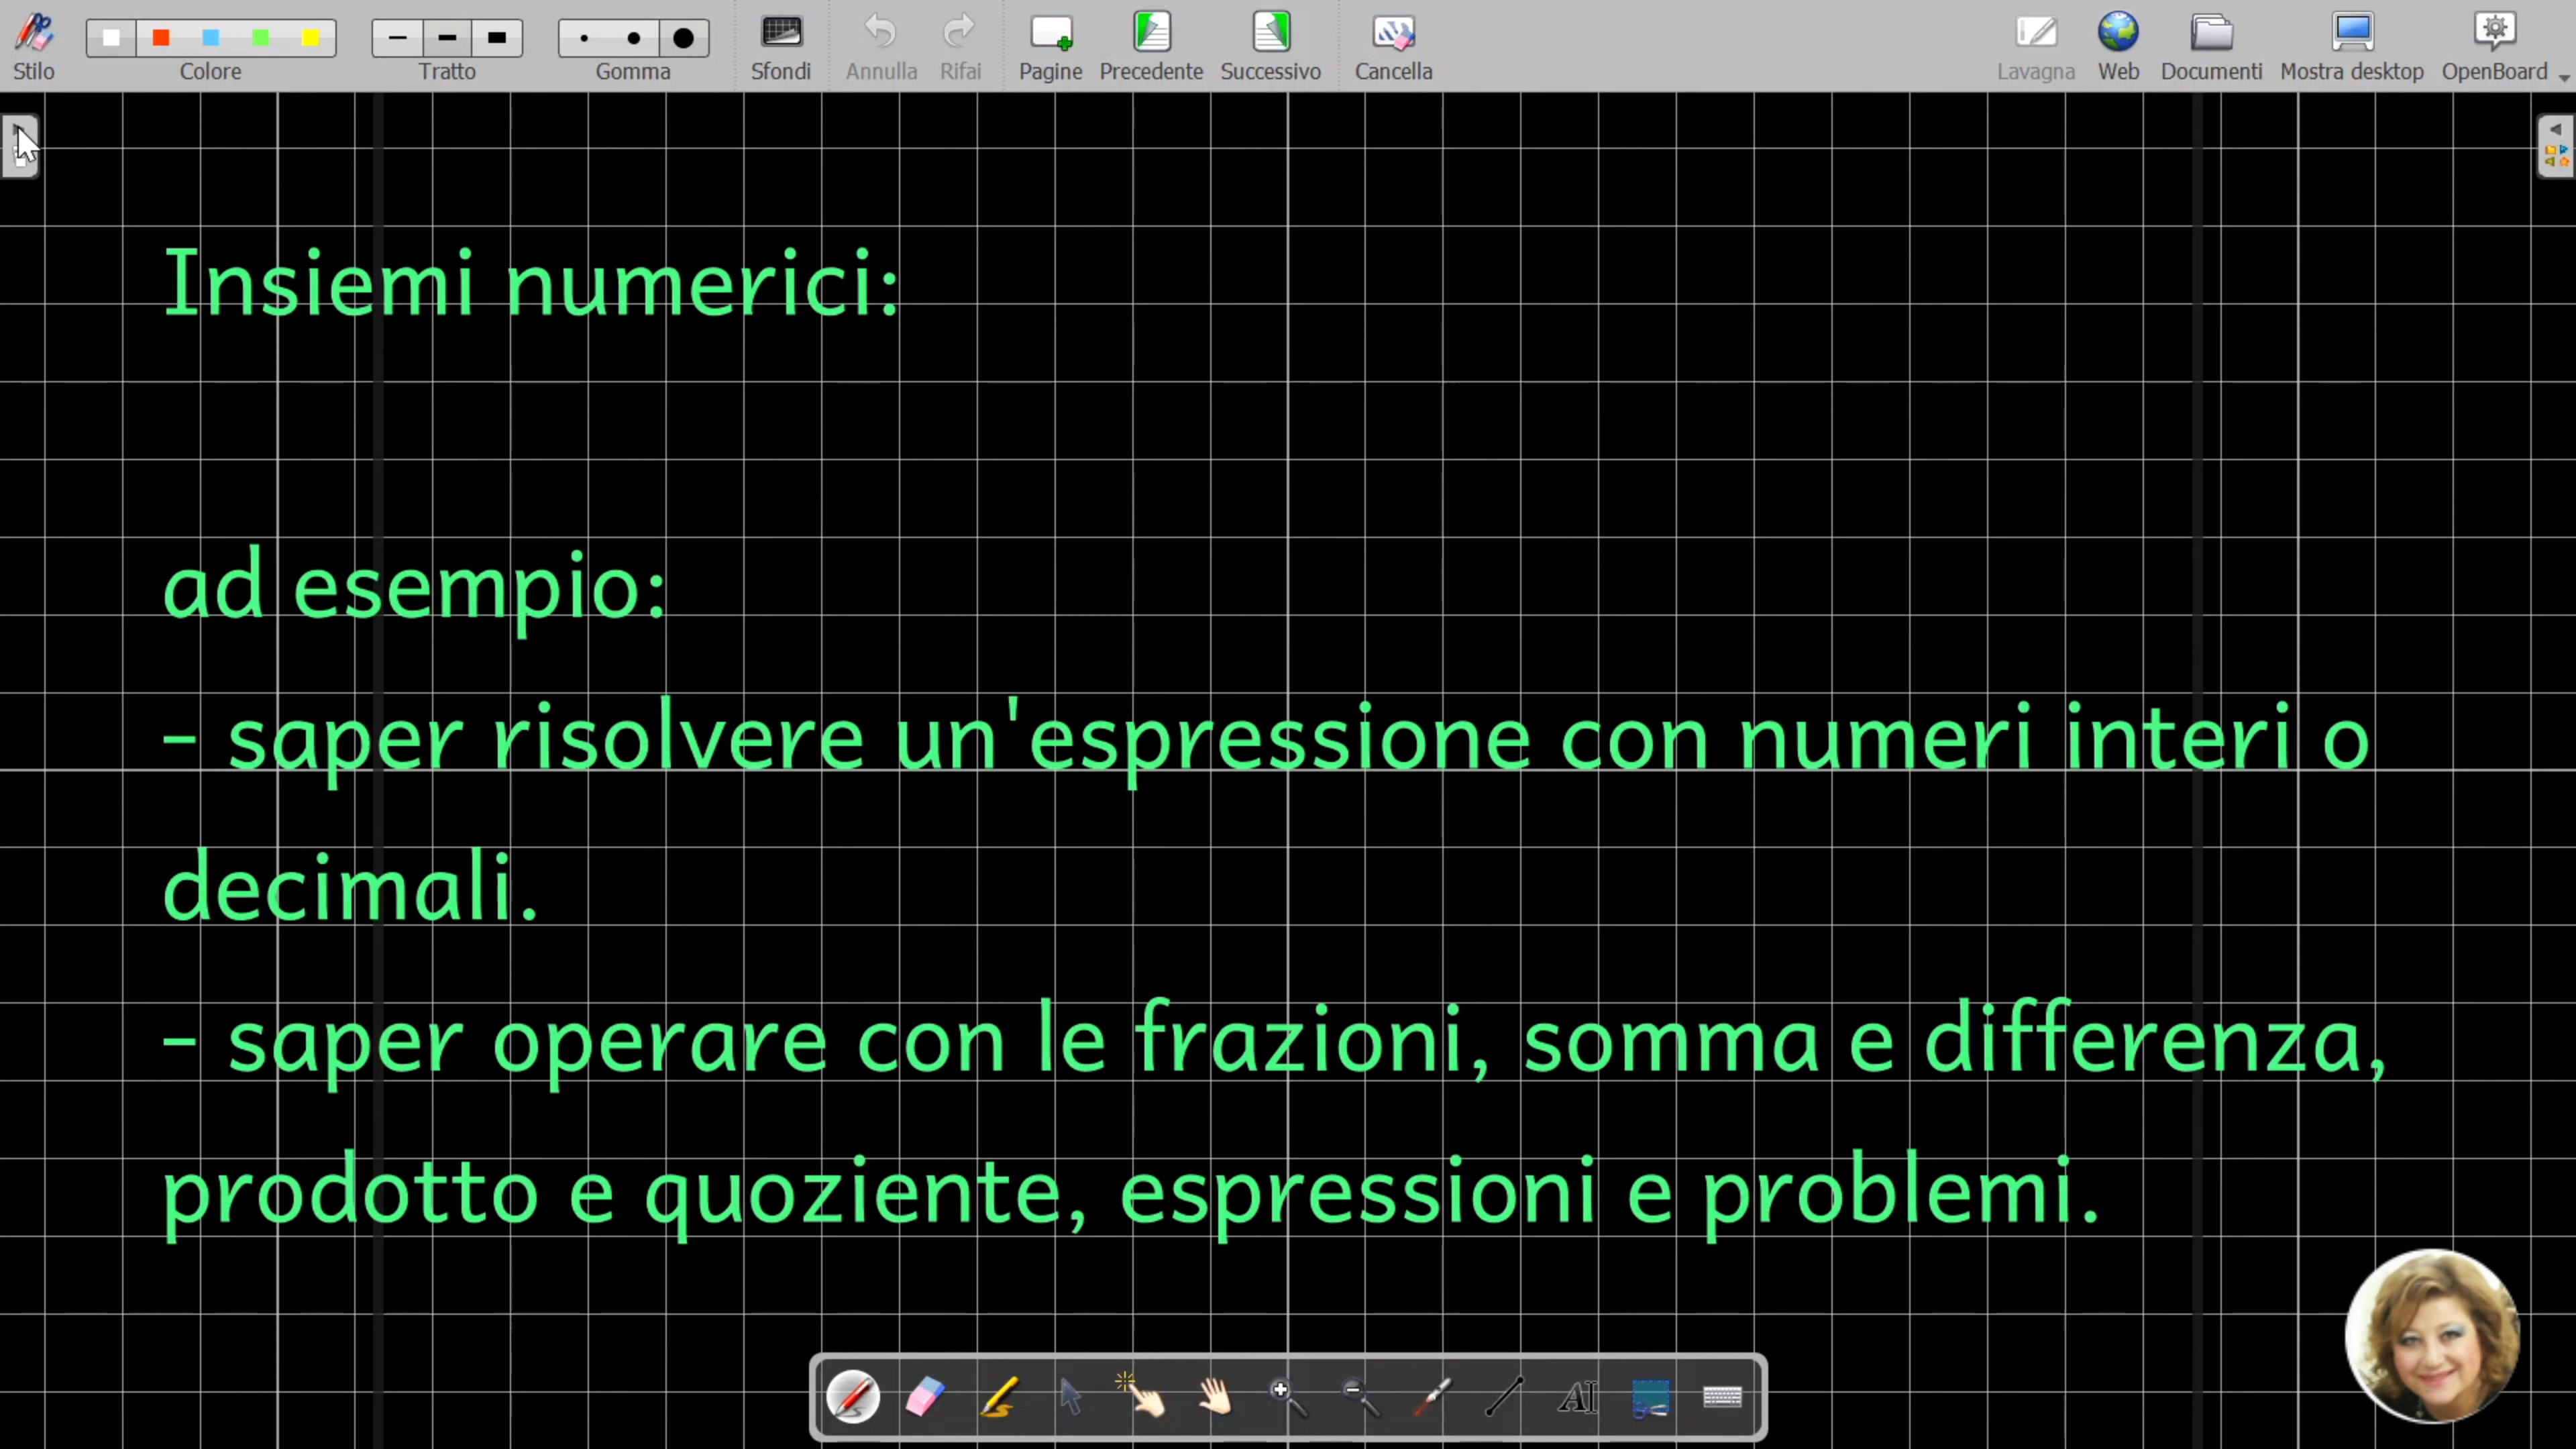 Stilo
Colore
Tratto
Gomma
Sfondi
Annulla
Rifai
Pagine
Precedente
Successivo
Cancella
Lavagna
Web
Documenti
Mostra desktop
OpenBoard
Insiemi numerici:
ad esempio:
- saper risolvere un'espressione con numeri interi o
decimali.
- saper operare con le frazioni, somma e differenza,
prodotto e quoziente, espressioni e problemi.
AI